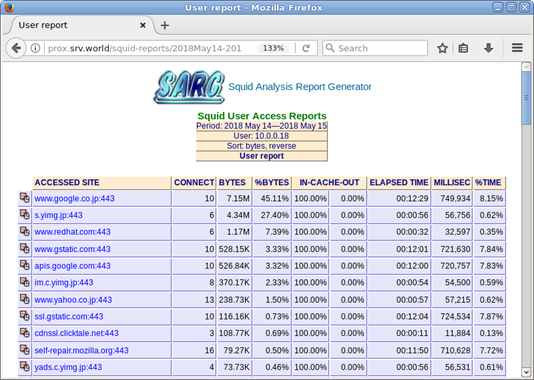 User report - Mozilla Firefox
User report
prox.srv.world/squid-reports/2018May14-201 133% Search
SARG Squid Analysis Report Generator
Squid User Access Reports
Period: 2018 May 14—2018 May 15
User: 10.0.0.18
Sort: bytes, reverse
User report
ACCESSED SITE CONNECT BYTES %BYTES IN-CACHE-OUT ELAPSED TIME MILLISEC %TIME
www.google.co.jp:443 10 7.15M 45.11% 100.00% 0.00% 00:12:29 749,934 8.15%
s.yimg.jp:443 6 4.34M 27.40% 100.00% 0.00% 00:00:56 56,756 0.62%
www.redhat.com:443 6 1.17M 7.39% 100.00% 0.00% 00:00:32 32,597 0.35%
www.gstatic.com:443 10 528.15K 3.33% 100.00% 0.00% 00:12:01 721,630 7.84%
apis.google.com:443 10 526.84K 3.32% 100.00% 0.00% 00:12:00 720,757 7.83%
im.c.yimg.jp:443 8 370.17K 2.33% 100.00% 0.00% 00:00:54 54,500 0.59%
www.yahoo.co.jp:443 13 238.73K 1.50% 100.00% 0.00% 00:00:57 57,215 0.62%
ssl.gstatic.com:443 10 116.16K 0.73% 100.00% 0.00% 00:12:04 724,534 7.87%
cdnssl.clicktale.net:443 3 108.77K 0.69% 100.00% 0.00% 00:00:11 11,884 0.13%
self-repair.mozilla.org:443 16 79.27K 0.50% 100.00% 0.00% 00:11:50 710,628 7.72%
yads.c.yimg.jp:443 4 73.73K 0.46% 100.00% 0.00% 00:00:56 56,531 0.61%